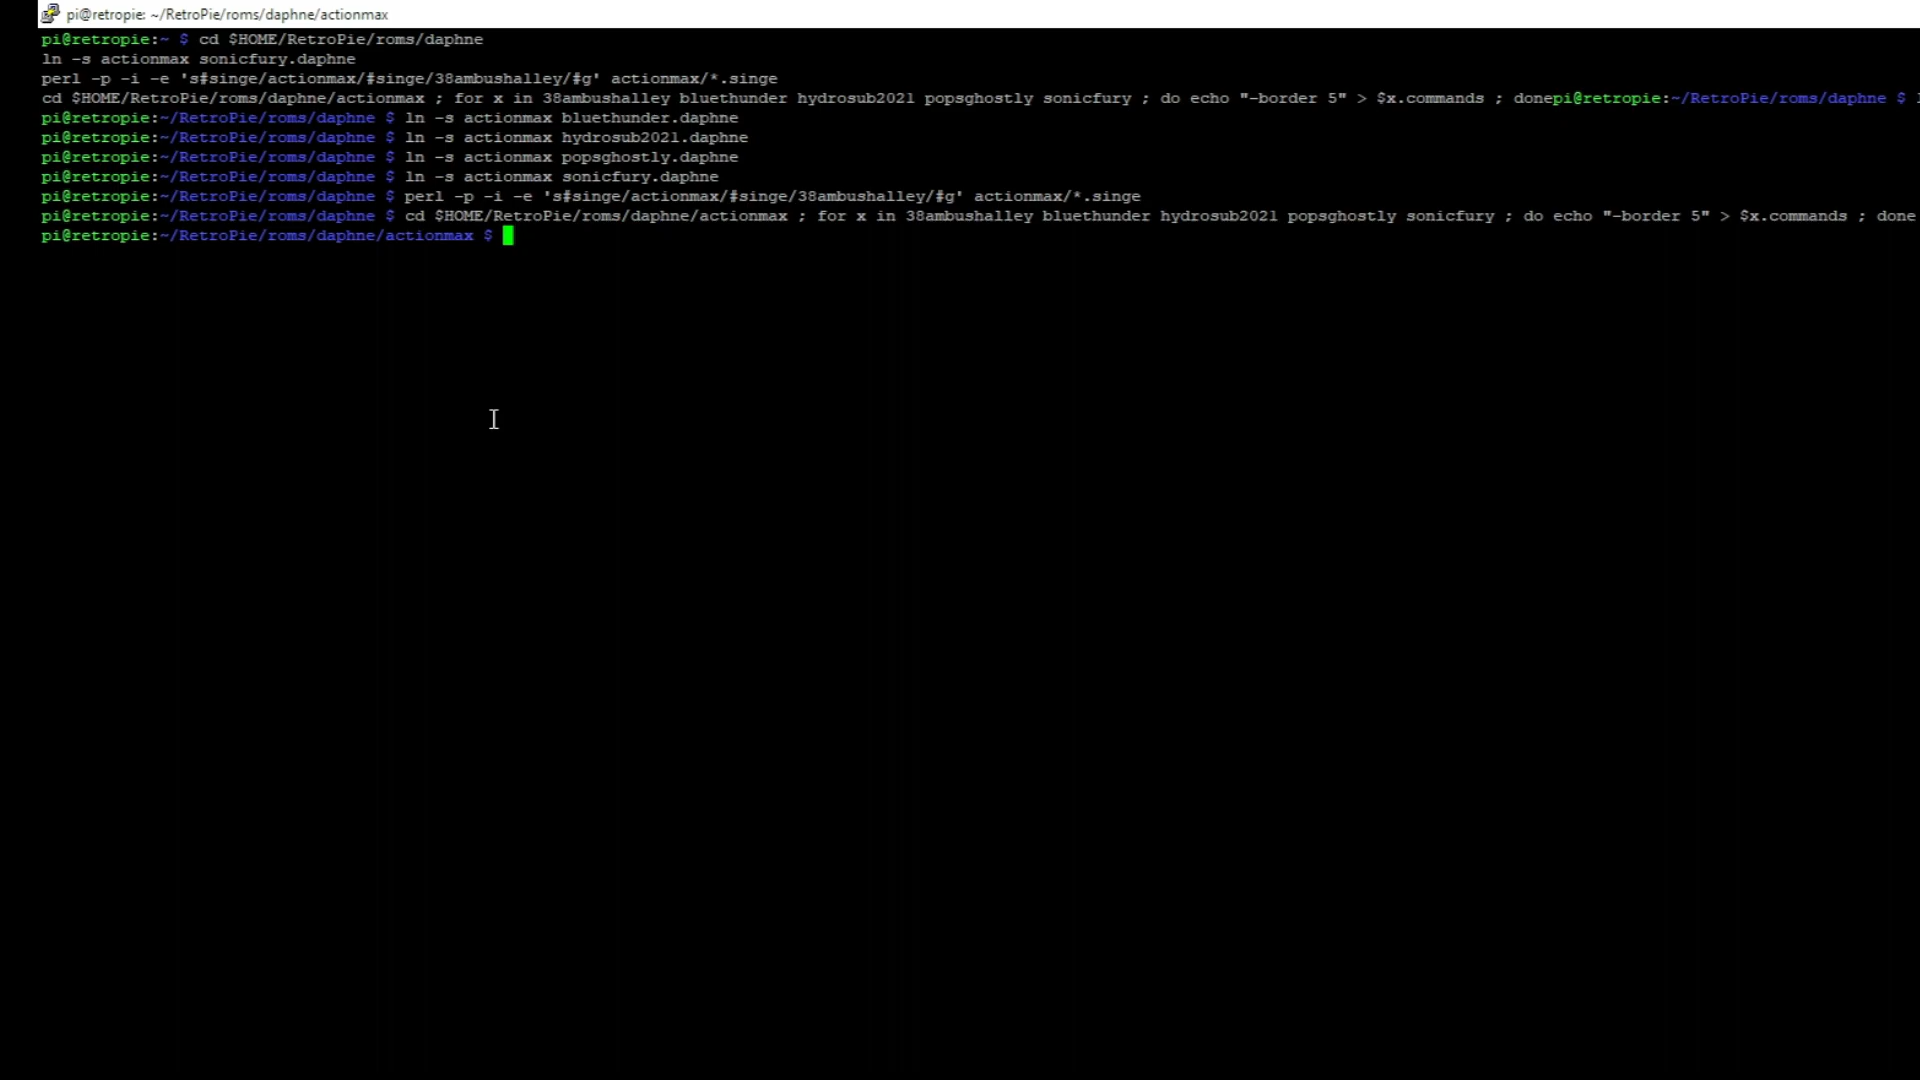 pi@retropie: ~/RetroPie/roms/daphne/actionmax
pi@retropie:~ $ cd $HOME/RetroPie/roms/daphne
ln -s actionmax sonicfury.daphne
perl -p -i -e 's#singe/actionmax/#singe/38ambushalley/#g' actionmax/*.singe
cd $HOME/RetroPie/roms/daphne/actionmax ; for x in 38ambushalley bluethunder hydrosub2021 popsghostly sonicfury ; do echo "-border 5" > $x.commands ; donepi@retropie:~/RetroPie/roms/daphne $
pi@retropie:~/RetroPie/roms/daphne $ ln -s actionmax bluethunder.daphne
pi@retropie:~/RetroPie/roms/daphne $ ln -s actionmax hydrosub2021.daphne
pi@retropie:~/RetroPie/roms/daphne $ ln -s actionmax popsghostly.daphne
pi@retropie:~/RetroPie/roms/daphne $ ln -s actionmax sonicfury.daphne
pi@retropie:~/RetroPie/roms/daphne $ perl -p -i -e 's#singe/actionmax/#singe/38ambushalley/#g' actionmax/*.singe
pi@retropie:~/RetroPie/roms/daphne $ cd $HOME/RetroPie/roms/daphne/actionmax ; for x in 38ambushalley bluethunder hydrosub2021 popsghostly sonicfury ; do echo "-border 5" > $x.commands ; done
pi@retropie:~/RetroPie/roms/daphne/actionmax $